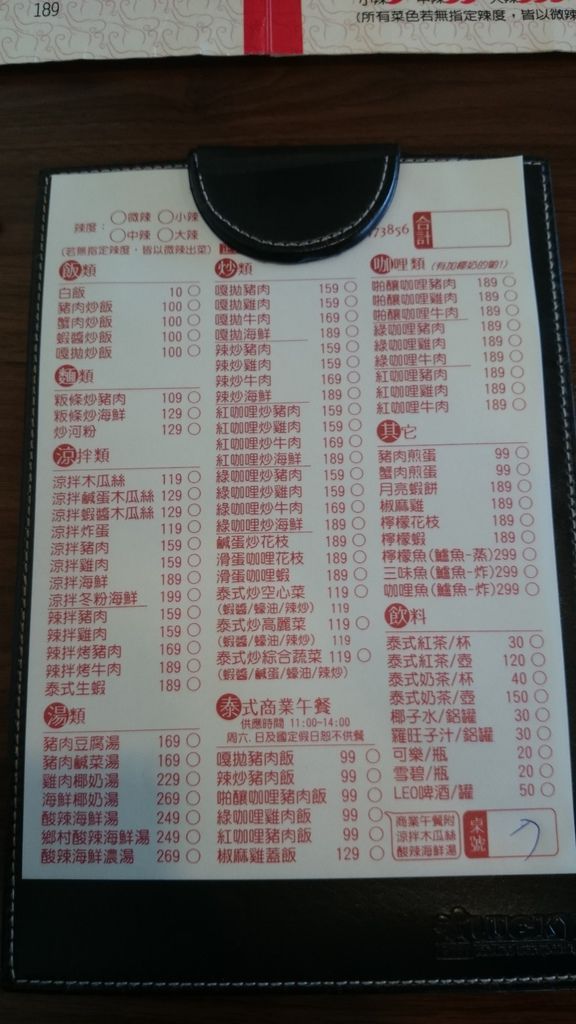 189
(所有菜色若無指定辣度，皆以微辣
辣度：○微辣 ○小辣
○中辣 ○大辣
(若無指定辣度，皆以微辣出菜)
73856
合計
飯類
白飯 10 ○
豬肉炒飯 100 ○
蟹肉炒飯 100 ○
蝦醬炒飯 100 ○
嘎拋炒飯 100 ○
麵類
粄條炒豬肉 109 ○
粄條炒海鮮 129 ○
炒河粉 129 ○
涼拌類
涼拌木瓜絲 119 ○
涼拌鹹蛋木瓜絲 129 ○
涼拌蝦醬木瓜絲 129 ○
涼拌炸蛋 119 ○
涼拌豬肉 159 ○
涼拌雞肉 159 ○
涼拌海鮮 189 ○
涼拌冬粉海鮮 199 ○
辣拌豬肉 159 ○
辣拌雞肉 159 ○
辣拌烤豬肉 169 ○
辣拌烤牛肉 189 ○
泰式生蝦 189 ○
湯類
豬肉豆腐湯 169 ○
豬肉鹹菜湯 169 ○
雞肉椰奶湯 229 ○
海鮮椰奶湯 269 ○
酸辣海鮮湯 249 ○
鄉村酸辣海鮮湯 249 ○
酸辣海鮮濃湯 269 ○
炒類
嘎拋豬肉 159 ○
嘎拋雞肉 159 ○
嘎拋牛肉 169 ○
嘎拋海鮮 189 ○
辣炒豬肉 159 ○
辣炒雞肉 159 ○
辣炒牛肉 169 ○
辣炒海鮮 189 ○
紅咖哩炒豬肉 159 ○
紅咖哩炒雞肉 159 ○
紅咖哩炒牛肉 169 ○
紅咖哩炒海鮮 189 ○
綠咖哩炒豬肉 159 ○
綠咖哩炒雞肉 159 ○
綠咖哩炒牛肉 169 ○
綠咖哩炒海鮮 189 ○
鹹蛋炒花枝 189 ○
滑蛋咖哩花枝 189 ○
滑蛋咖哩蝦 189 ○
泰式炒空心菜 119 ○
(蝦醬/蠔油/辣炒) 119
泰式炒高麗菜 119 ○
(蝦醬/蠔油/辣炒) 119
泰式炒綜合蔬菜 119 ○
(蝦醬/鹹蛋/蠔油/辣炒)
泰式商業午餐
供應時間 11:00-14:00
周六.日及國定假日恕不供餐
嘎拋豬肉飯 99 ○
辣炒豬肉飯 99 ○
啪釀咖哩豬肉飯 99 ○
綠咖哩雞肉飯 99 ○
紅咖哩豬肉飯 99 ○
椒麻雞蓋飯 129 ○
咖哩類 (有加椰奶的喲!)
啪釀咖哩豬肉 189 ○
啪釀咖哩雞肉 189 ○
啪釀咖哩牛肉 189 ○
綠咖哩豬肉 189 ○
綠咖哩雞肉 189 ○
綠咖哩牛肉 189 ○
紅咖哩豬肉 189 ○
紅咖哩雞肉 189 ○
紅咖哩牛肉 189 ○
其它
豬肉煎蛋 99 ○
蟹肉煎蛋 99 ○
月亮蝦餅 189 ○
椒麻雞 189 ○
檸檬花枝 189 ○
檸檬蝦 189 ○
檸檬魚(鱸魚-蒸)299 ○
三味魚(鱸魚-炸)299 ○
咖哩魚(鱸魚-炸)299 ○
飲料
泰式紅茶/杯 30 ○
泰式紅茶/壺 120 ○
泰式奶茶/杯 40 ○
泰式奶茶/壺 150 ○
椰子水/鋁罐 30 ○
羅旺子汁/鋁罐 30 ○
可樂/瓶 20 ○
雪碧/瓶 20 ○
LEO啤酒/罐 50 ○
商業午餐附
涼拌木瓜絲
酸辣海鮮湯
桌號